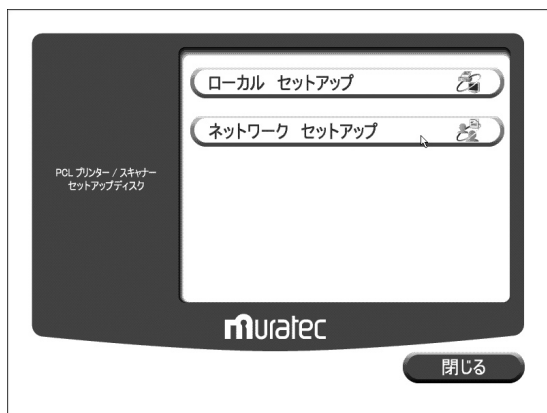 ローカル セットアップ
ネットワーク セットアップ
PCL プリンター / スキャナー
セットアップディスク
muratec
閉じる